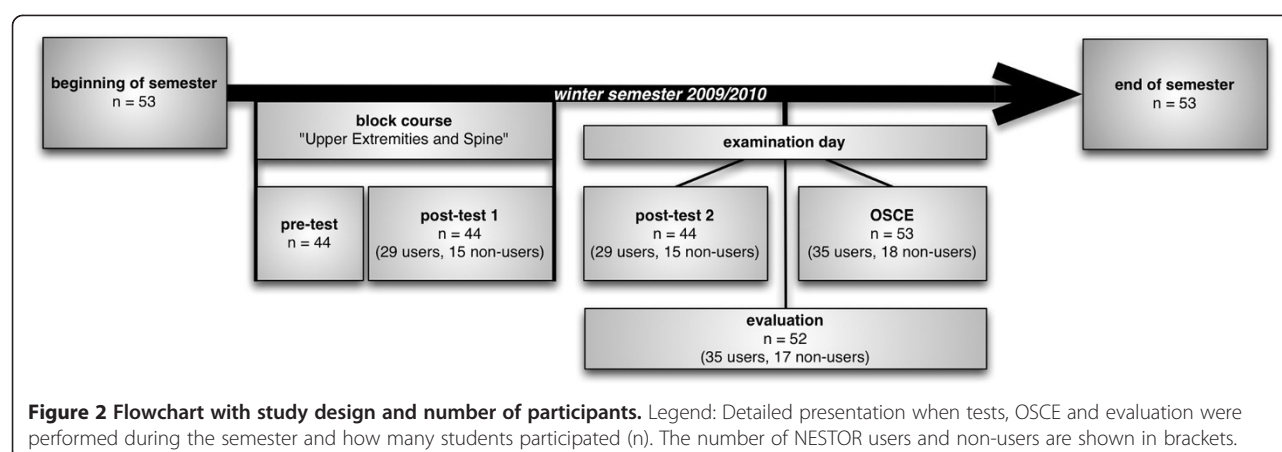 beginning of semester
n = 53
winter semester 2009/2010
end of semester
n = 53
block course
"Upper Extremities and Spine"
examination day
pre-test
n = 44
post-test 1
n = 44
(29 users, 15 non-users)
post-test 2
n = 44
(29 users, 15 non-users)
OSCE
n = 53
(35 users, 18 non-users)
evaluation
n = 52
(35 users, 17 non-users)
Figure 2 Flowchart with study design and number of participants. Legend: Detailed presentation when tests, OSCE and evaluation were
performed during the semester and how many students participated (n). The number of NESTOR users and non-users are shown in brackets.